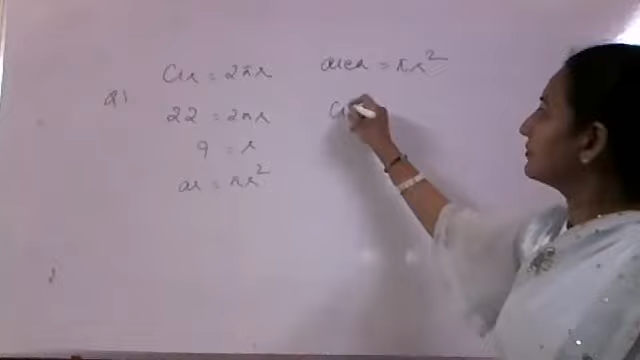 Cir = 2πr
area = πr²
Q1 22 = 2πr
C
9 = r
ar = πr²